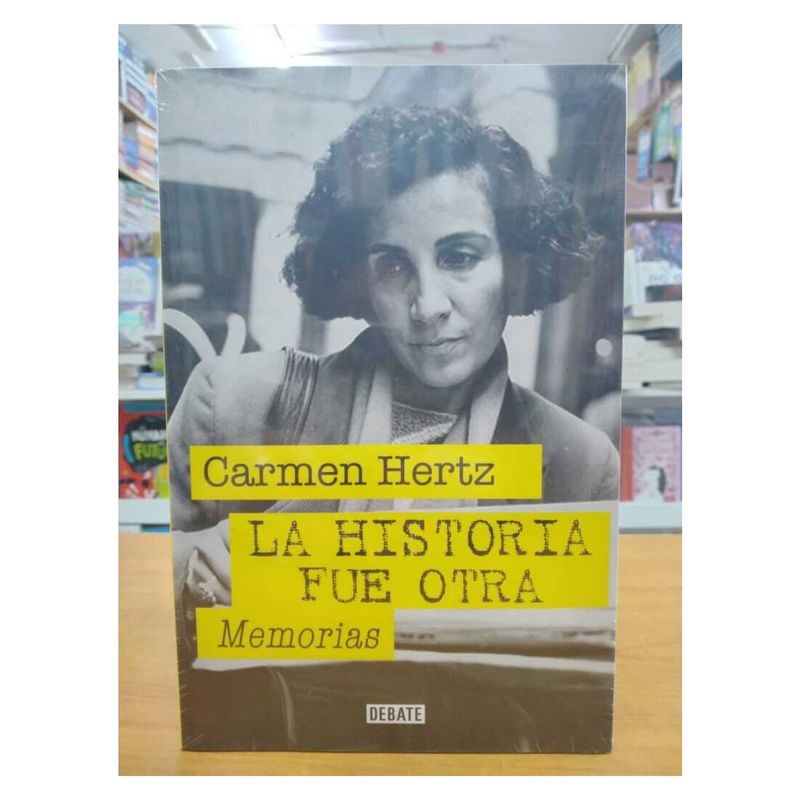 Carmen Hertz
LA HISTORIA
FUE OTRA
Memorias
DEBATE